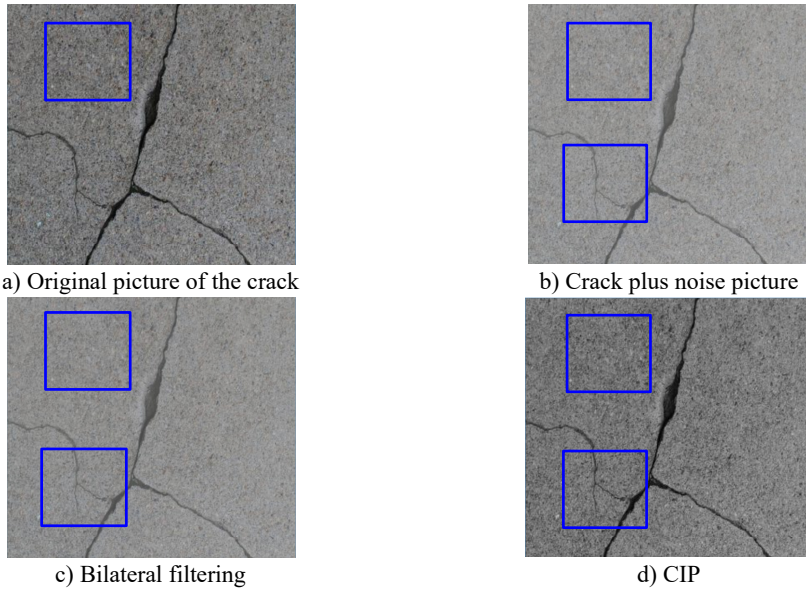 a) Original picture of the crack
b) Crack plus noise picture
c) Bilateral filtering
d) CIP